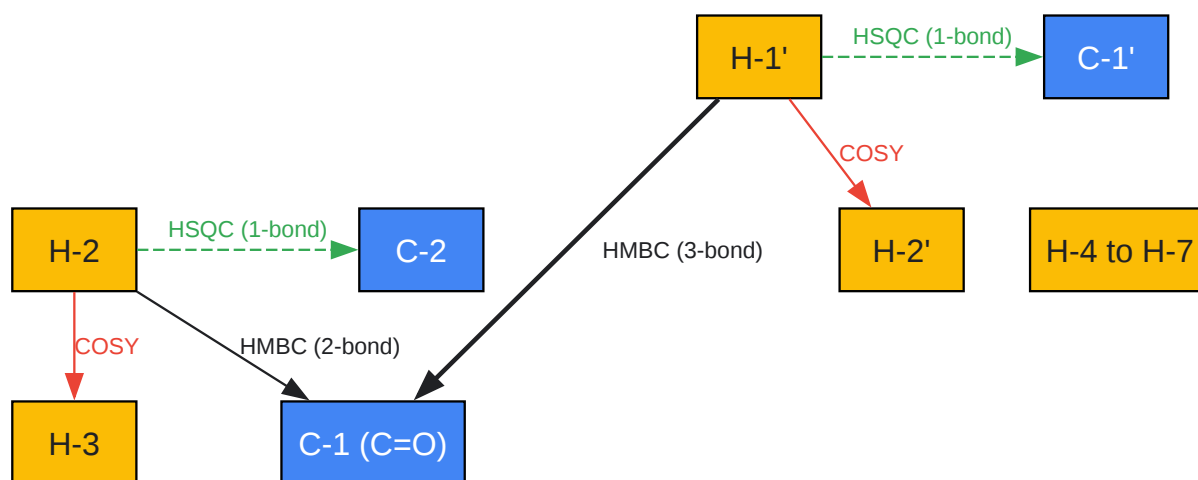 H-1'
HSQC (1-bond)
C-1'
COSY
H-2
HSQC (1-bond)
C-2
HMBC (3-bond)
H-2'
H-4 to H-7
COSY
HMBC (2-bond)
H-3
C-1 (C=O)